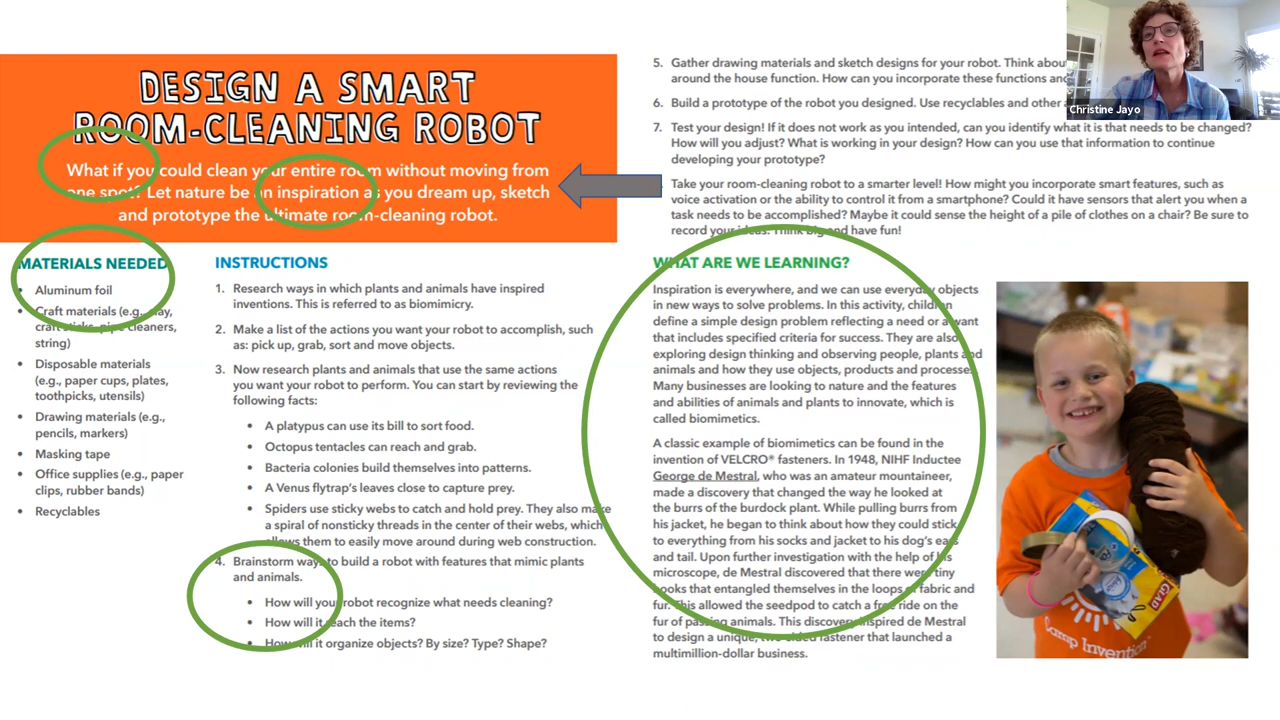 DESIGN A SMART
ROOM-CLEANING ROBOT
What if you could clean your entire room without moving from
one spot? Let nature be an inspiration as you dream up, sketch
and prototype the ultimate room-cleaning robot.
MATERIALS NEEDED
• Aluminum foil
• Craft materials (e.g., clay,
craft sticks, pipe cleaners,
string)
• Disposable materials
(e.g., paper cups, plates,
toothpicks, utensils)
• Drawing materials (e.g.,
pencils, markers)
• Masking tape
• Office supplies (e.g., paper
clips, rubber bands)
• Recyclables
INSTRUCTIONS
1. Research ways in which plants and animals have inspired
inventions. This is referred to as biomimicry.
2. Make a list of the actions you want your robot to accomplish, such
as: pick up, grab, sort and move objects.
3. Now research plants and animals that use the same actions
you want your robot to perform. You can start by reviewing the
following facts:
• A platypus can use its bill to sort food.
• Octopus tentacles can reach and grab.
• Bacteria colonies build themselves into patterns.
• A Venus flytrap's leaves close to capture prey.
• Spiders use sticky webs to catch and hold prey. They also make
a spiral of nonsticky threads in the center of their webs, which
allows them to easily move around during web construction.
4. Brainstorm ways to build a robot with features that mimic plants
and animals.
• How will your robot recognize what needs cleaning?
• How will it reach the items?
• How will it organize objects? By size? Type? Shape?
5. Gather drawing materials and sketch designs for your robot. Think abou
around the house function. How can you incorporate these functions and
6. Build a prototype of the robot you designed. Use recyclables and other
7. Test your design! If it does not work as you intended, can you identify what it is that needs to be changed?
How will you adjust? What is working in your design? How can you use that information to continue
developing your prototype?
Take your room-cleaning robot to a smarter level! How might you incorporate smart features, such as
voice activation or the ability to control it from a smartphone? Could it have sensors that alert you when a
task needs to be accomplished? Maybe it could sense the height of a pile of clothes on a chair? Be sure to
record your ideas. Think big and have fun!
WHAT ARE WE LEARNING?
Inspiration is everywhere, and we can use everyday objects
in new ways to solve problems. In this activity, children
define a simple design problem reflecting a need or a want
that includes specified criteria for success. They are also
exploring design thinking and observing people, plants and
animals and how they use objects, products and processes.
Many businesses are looking to nature and the features
and abilities of animals and plants to innovate, which is
called biomimetics.
A classic example of biomimetics can be found in the
invention of VELCRO® fasteners. In 1948, NIHF Inductee
George de Mestral, who was an amateur mountaineer,
made a discovery that changed the way he looked at
the burrs of the burdock plant. While pulling burrs from
his jacket, he began to think about how they could stick
to everything from his socks and jacket to his dog's ears
and tail. Upon further investigation with the help of his
microscope, de Mestral discovered that there were tiny
hooks that entangled themselves in the loops of fabric and
fur. This allowed the seedpod to catch a free ride on the
fur of passing animals. This discovery inspired de Mestral
to design a unique, two-sided fastener that launched a
multimillion-dollar business.
Christine Jayo
GLAD
Camp Invention